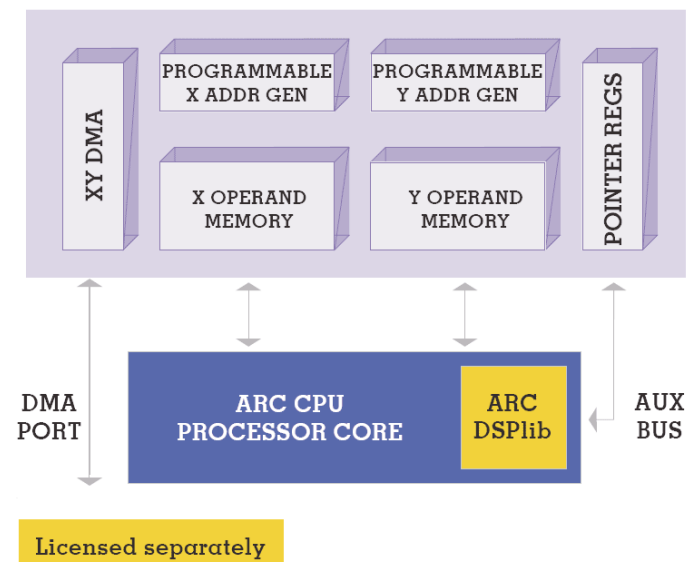 XY DMA
PROGRAMMABLE
X ADDR GEN
PROGRAMMABLE
Y ADDR GEN
POINTER REGS
X OPERAND
MEMORY
Y OPERAND
MEMORY
DMA
PORT
ARC CPU
PROCESSOR CORE
ARC
DSPlib
AUX
BUS
Licensed separately